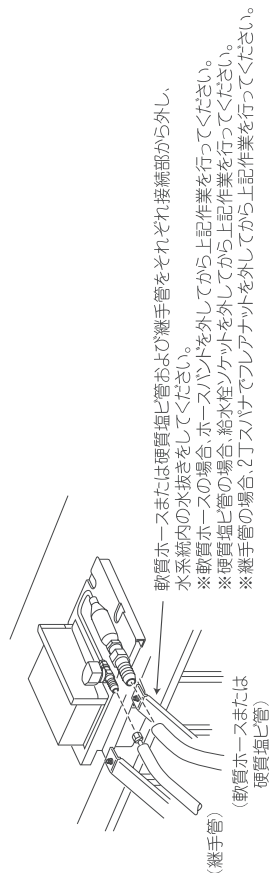 軟質ホースまたは硬質塩ビ管および継手管をそれぞれ接続部から外し、
水系統内の水抜きをしてください。
※軟質ホースの場合、ホースバンドを外してから上記作業を行ってください。
※硬質塩ビ管の場合、給水栓ソケットを外してから上記作業を行ってください。
※継手管の場合、2丁スパナでフレアナットを外してから上記作業を行ってください。
(継手管)
(軟質ホースまたは
硬質塩ビ管)